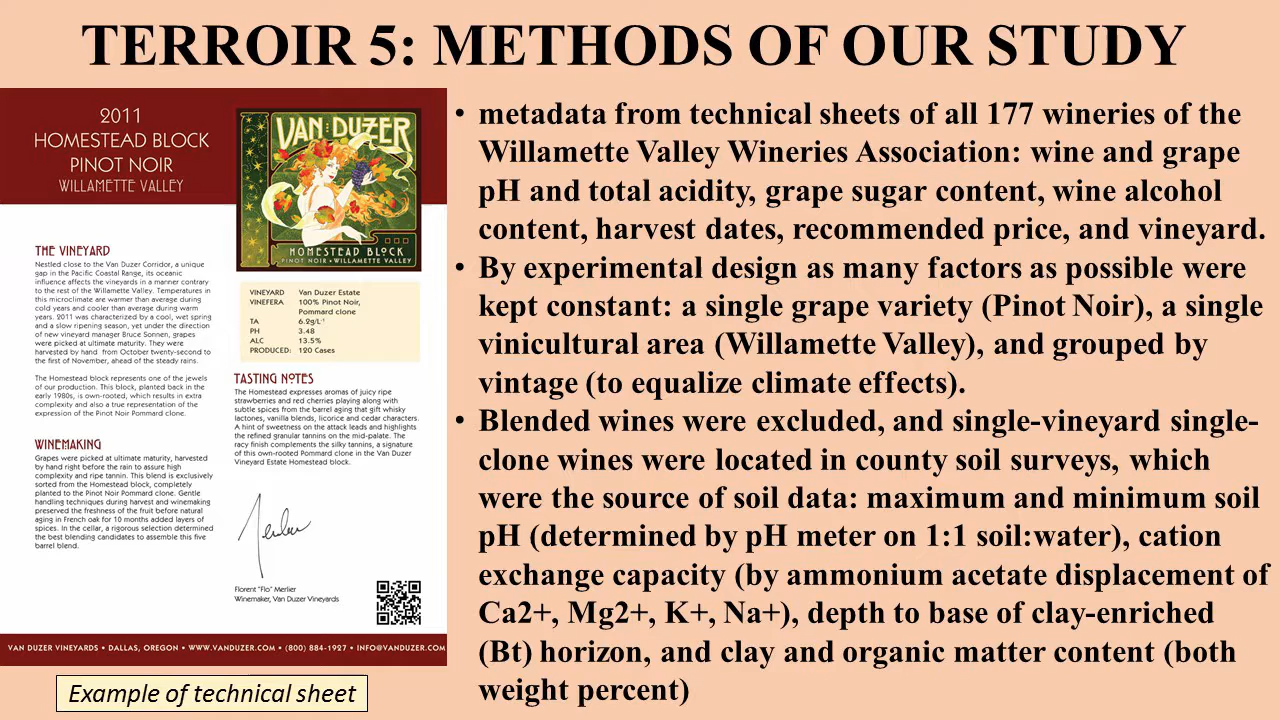 TERROIR 5: METHODS OF OUR STUDY
2011
HOMESTEAD BLOCK
PINOT NOIR
WILLAMETTE VALLEY
VAN·DUZER
HOMESTEAD BLOCK
PINOT NOIR • WILLAMETTE VALLEY
THE VINEYARD
Nestled close to the Van Duzer Corridor, a unique
gap in the Pacific Coastal Range, its oceanic
influence affects the vineyards in a manner contrary
to the rest of the Willamette Valley. Temperatures in
this microclimate are warmer than average during
cold years and cooler than average during warm
years. 2011 was characterized by a cool, wet spring
and a slow ripening season, yet under the direction
of new vineyard manager Bruce Sonnen, grapes
were picked at ultimate maturity. They were
harvested by hand from October twenty-second to
the first of November, ahead of the steady rains.
The Homestead block represents one of the jewels
of our production. This block, planted back in the
early 1980s, is own-rooted, which results in extra
complexity and also a true representation of the
expression of the Pinot Noir Pommard clone.
WINEMAKING
Grapes were picked at ultimate maturity, harvested
by hand right before the rain to assure high
complexity and ripe tannin. This blend is exclusively
sorted from the Homestead block, completely
planted to the Pinot Noir Pommard clone. Gentle
handling techniques during harvest and winemaking
preserved the freshness of the fruit before natural
aging in French oak for 10 months added layers of
spices. In the cellar, a rigorous selection determined
the best blending candidates to assemble this five
barrel blend.
VINEYARD Van Duzer Estate
VINEFERA 100% Pinot Noir,
Pommard clone
TA 6.2g/L-1
PH 3.48
ALC 13.5%
PRODUCED: 120 Cases
TASTING NOTES
The Homestead expresses aromas of juicy ripe
strawberries and red cherries playing along with
subtle spices from the barrel aging that gift whisky
lactones, vanilla blends, licorice and cedar characters.
A hint of sweetness on the attack leads and highlights
the refined granular tannins on the mid-palate. The
racy finish complements the silky tannins, a signature
of this own-rooted Pommard clone in the Van Duzer
Vineyard Estate Homestead block.
Florent "Flo" Merlier
Winemaker, Van Duzer Vineyards
VAN DUZER VINEYARDS • DALLAS, OREGON • WWW.VANDUZER.COM • (800) 884-1927 • INFO@VANDUZER.COM
Example of technical sheet
• metadata from technical sheets of all 177 wineries of the
Willamette Valley Wineries Association: wine and grape
pH and total acidity, grape sugar content, wine alcohol
content, harvest dates, recommended price, and vineyard.
• By experimental design as many factors as possible were
kept constant: a single grape variety (Pinot Noir), a single
vinicultural area (Willamette Valley), and grouped by
vintage (to equalize climate effects).
• Blended wines were excluded, and single-vineyard single-
clone wines were located in county soil surveys, which
were the source of soil data: maximum and minimum soil
pH (determined by pH meter on 1:1 soil:water), cation
exchange capacity (by ammonium acetate displacement of
Ca2+, Mg2+, K+, Na+), depth to base of clay-enriched
(Bt) horizon, and clay and organic matter content (both
weight percent)